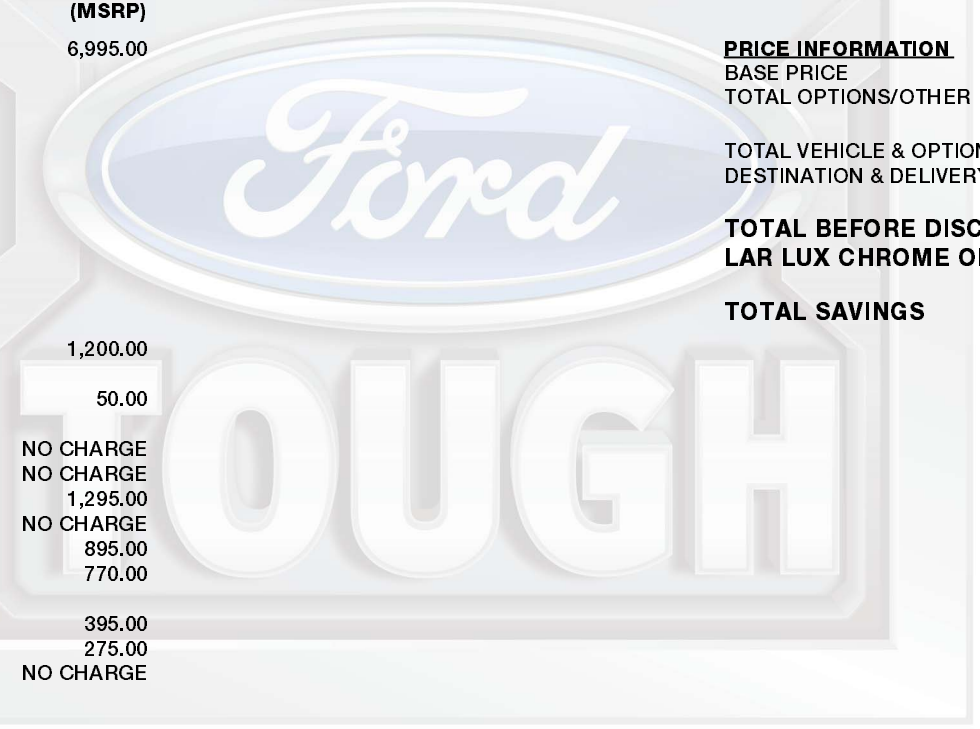 (MSRP)
6,995.00
1,200.00
50.00
NO CHARGE
NO CHARGE
1,295.00
NO CHARGE
895.00
770.00
395.00
275.00
NO CHARGE
Ford
TOUGH
PRICE INFORMATION
BASE PRICE
TOTAL OPTIONS/OTHER
TOTAL VEHICLE & OPTION
DESTINATION & DELIVERY
TOTAL BEFORE DISC
LAR LUX CHROME
TOTAL SAVINGS